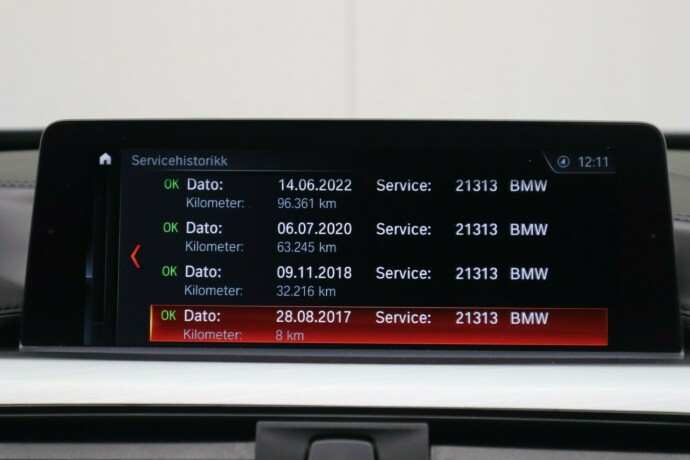 Servicehistorikk 12:11
OK Dato: 14.06.2022 Service: 21313 BMW
Kilometer: 96.361 km
OK Dato: 06.07.2020 Service: 21313 BMW
Kilometer: 63.245 km
OK Dato: 09.11.2018 Service: 21313 BMW
Kilometer: 32.216 km
OK Dato: 28.08.2017 Service: 21313 BMW
Kilometer: 8 km